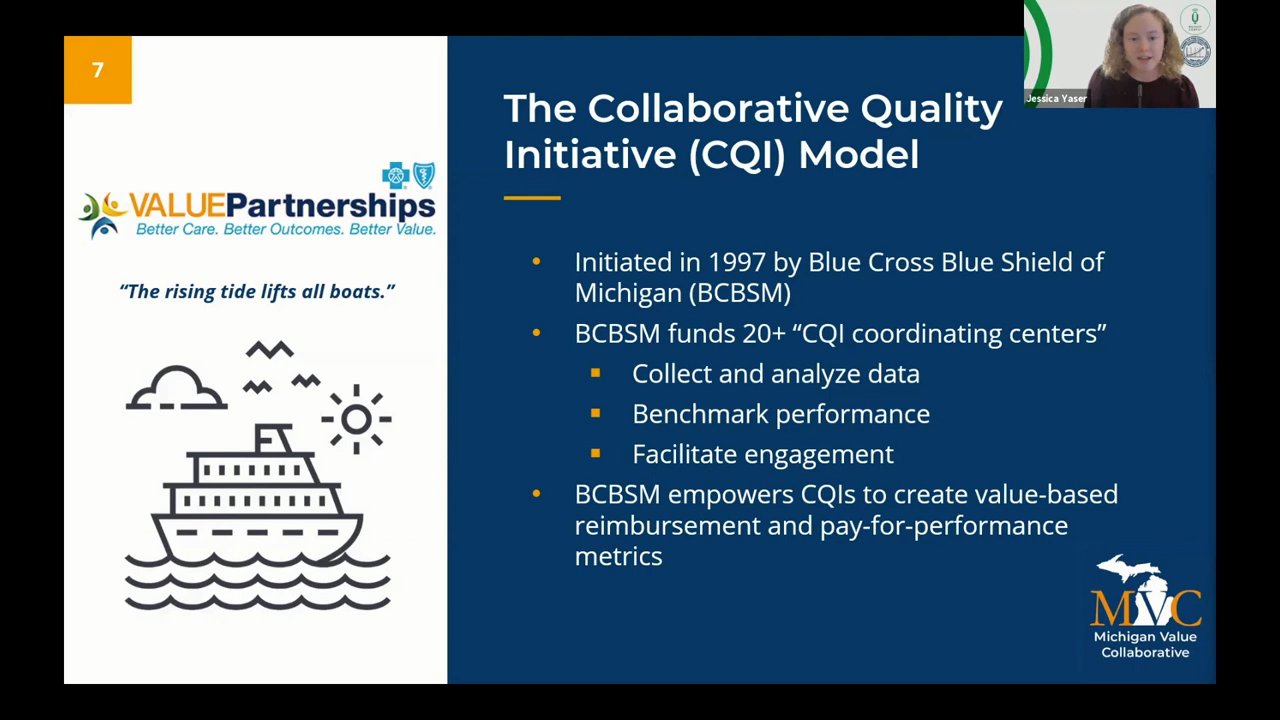 7
The Collaborative Quality
Initiative (CQI) Model
Jessica Yaser
VALUEPartnerships
Better Care. Better Outcomes. Better Value.
“The rising tide lifts all boats.”
• Initiated in 1997 by Blue Cross Blue Shield of
Michigan (BCBSM)
• BCBSM funds 20+ “CQI coordinating centers”
▪ Collect and analyze data
▪ Benchmark performance
▪ Facilitate engagement
• BCBSM empowers CQIs to create value-based
reimbursement and pay-for-performance
metrics
MVC
Michigan Value
Collaborative